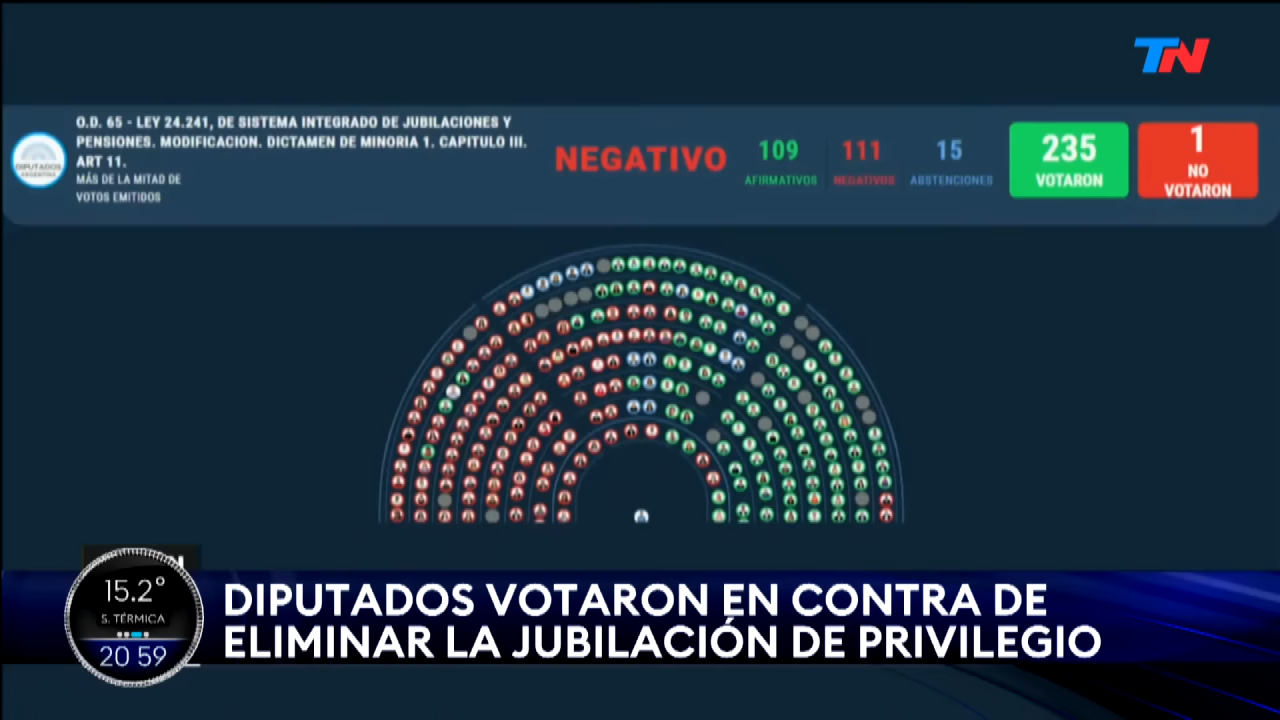 TN
O.D. 65 - LEY 24.241, DE SISTEMA INTEGRADO DE JUBILACIONES Y
PENSIONES. MODIFICACION. DICTAMEN DE MINORIA 1. CAPITULO III.
ART 11.
MÁS DE LA MITAD DE
VOTOS EMITIDOS
DIPUTADOS
ARGENTINA
NEGATIVO
109
AFIRMATIVOS
111
NEGATIVOS
15
ABSTENCIONES
235
VOTARON
1
NO
VOTARON
15.2°
S. TÉRMICA
20 59
DIPUTADOS VOTARON EN CONTRA DE
ELIMINAR LA JUBILACIÓN DE PRIVILEGIO